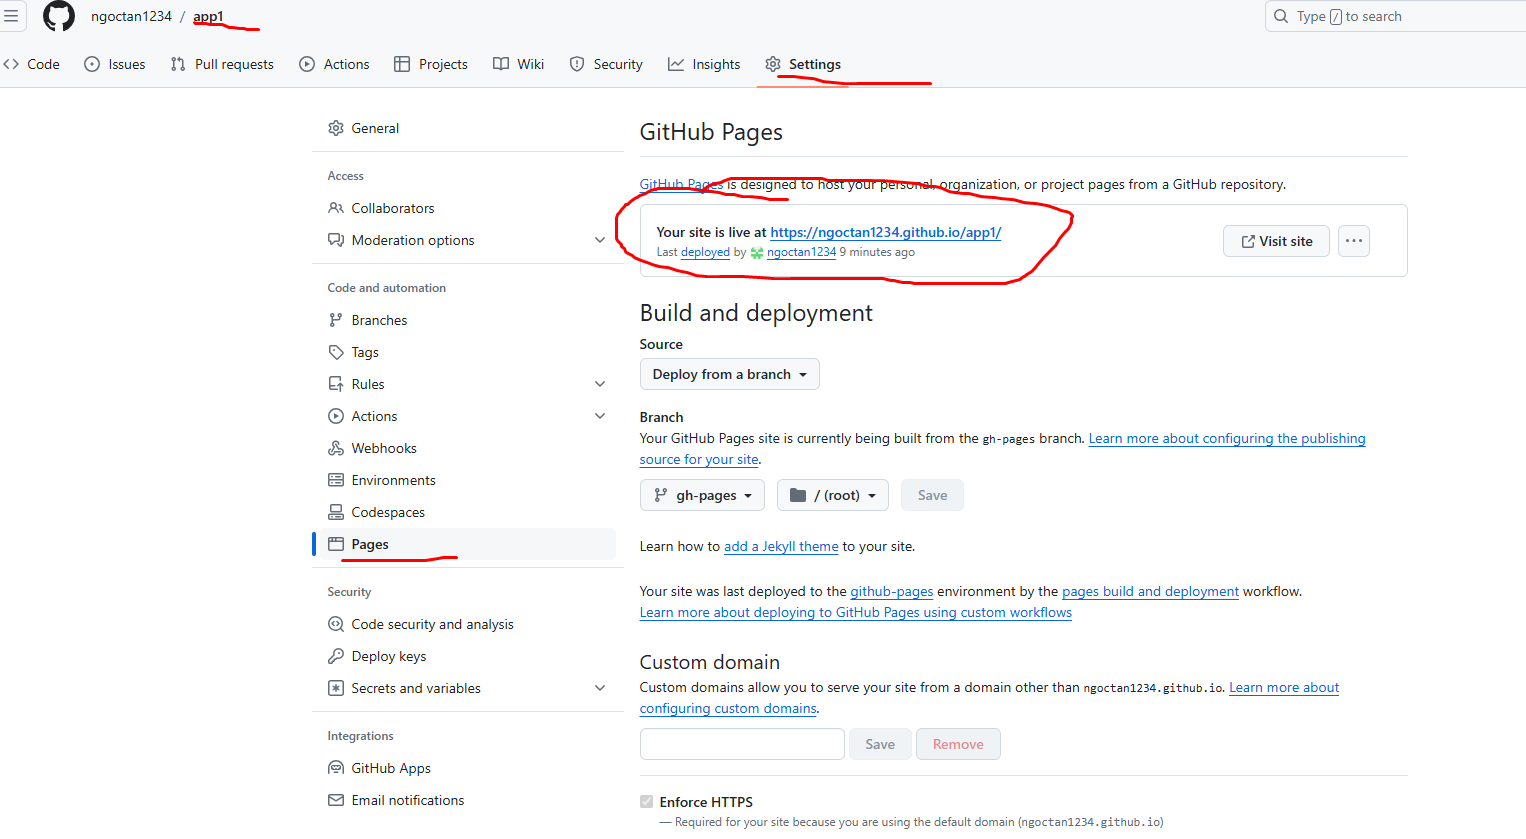 ngoctan1234 / app1
Type / to search
Code Issues Pull requests Actions Projects Wiki Security Insights Settings
General
Access
Collaborators
Moderation options
Code and automation
Branches
Tags
Rules
Actions
Webhooks
Environments
Codespaces
Pages
Security
Code security and analysis
Deploy keys
Secrets and variables
Integrations
GitHub Apps
Email notifications
GitHub Pages
GitHub Pages is designed to host your personal, organization, or project pages from a GitHub repository.
Your site is live at https://ngoctan1234.github.io/app1/
Last deployed by ngoctan1234 9 minutes ago
Visit site
Build and deployment
Source
Deploy from a branch
Branch
Your GitHub Pages site is currently being built from the gh-pages branch. Learn more about configuring the publishing
source for your site.
gh-pages / (root) Save
Learn how to add a Jekyll theme to your site.
Your site was last deployed to the github-pages environment by the pages build and deployment workflow.
Learn more about deploying to GitHub Pages using custom workflows
Custom domain
Custom domains allow you to serve your site from a domain other than ngoctan1234.github.io. Learn more about
configuring custom domains.
Save Remove
Enforce HTTPS
— Required for your site because you are using the default domain (ngoctan1234.github.io)